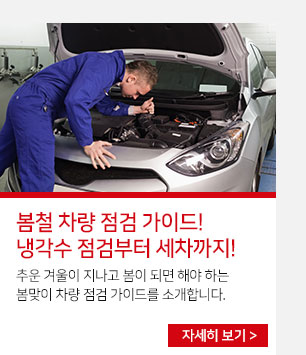 봄철 차량 점검 가이드!
냉각수 점검부터 세차까지!
추운 겨울이 지나고 봄이 되면 해야 하는
봄맞이 차량 점검 가이드를 소개합니다.
자세히 보기 >